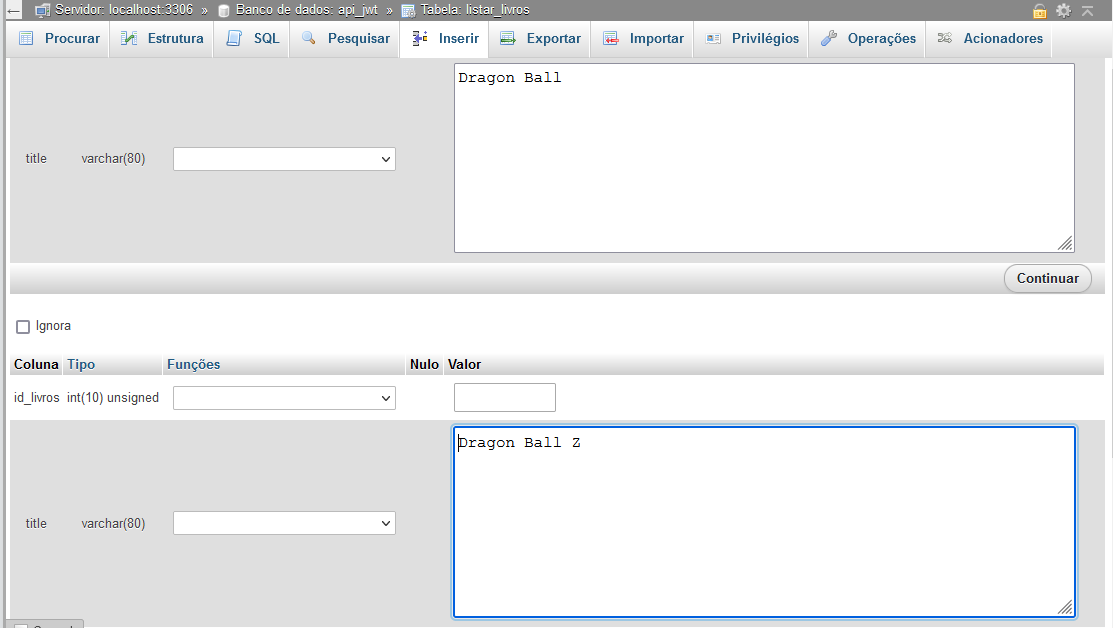 Servidor: localhost:3306 » Banco de dados: api_jwt » Tabela: listar_livros
Procurar Estrutura SQL Pesquisar Inserir Exportar Importar Privilégios Operações Acionadores
Dragon Ball
title varchar(80)
Continuar
Ignora
Coluna Tipo Funções Nulo Valor
id_livros int(10) unsigned
Dragon Ball Z
title varchar(80)